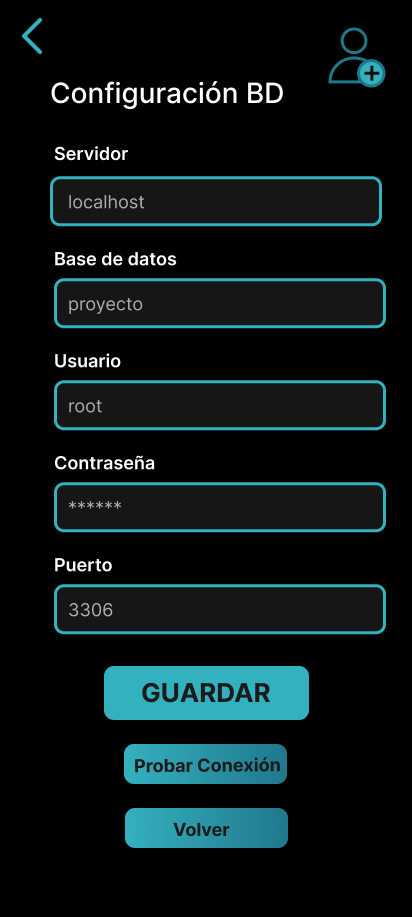 Configuración BD
Servidor
localhost
Base de datos
proyecto
Usuario
root
Contraseña
******
Puerto
3306
GUARDAR
Probar Conexión
Volver